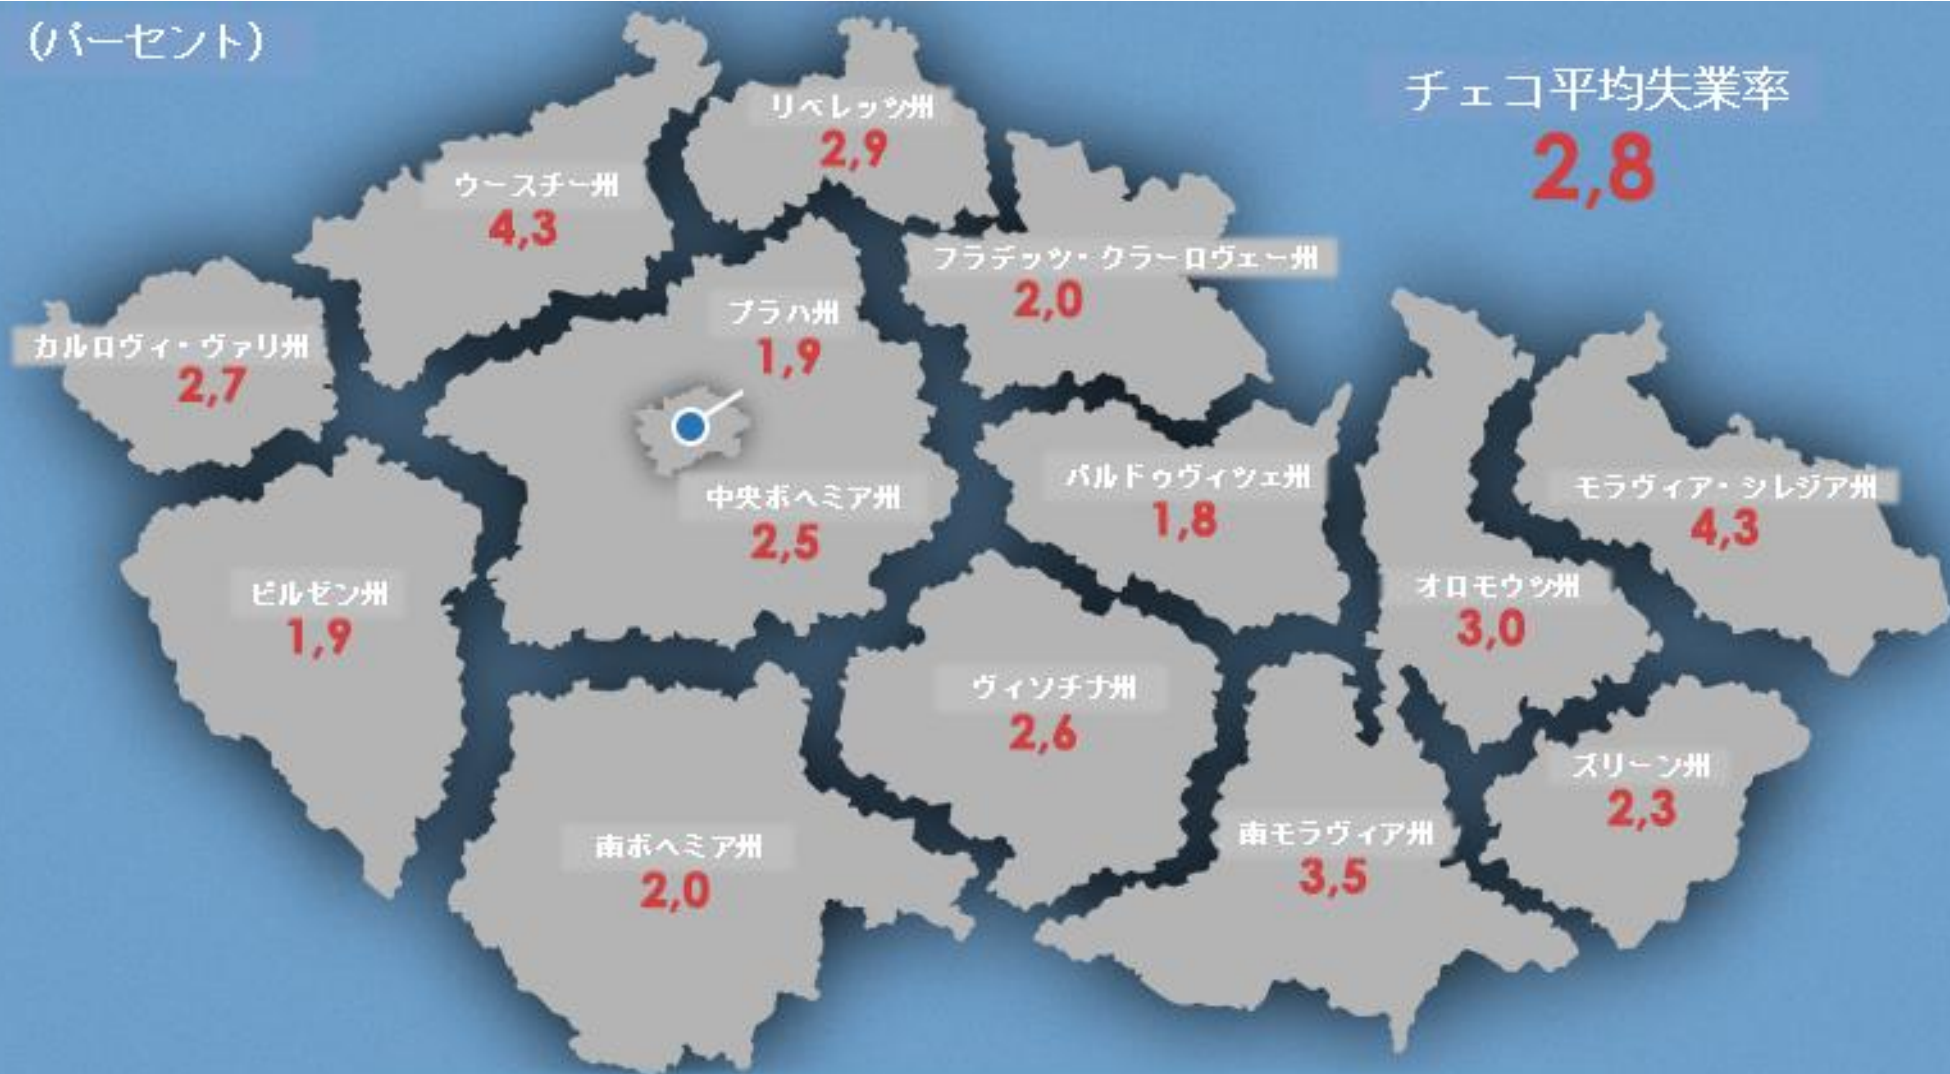 (パーセント)
チェコ平均失業率
2,8
リベレッツ州
2,9
ウースチー州
4,3
フラデッツ・クラーロヴェー州
2,0
プラハ州
1,9
カルロヴィ・ヴァリ州
2,7
パルドゥヴィツェ州
1,8
モラヴィア・シレジア州
4,3
中央ボヘミア州
2,5
オロモウツ州
3,0
ピルゼン州
1,9
ヴィソチナ州
2,6
ズリーン州
2,3
南モラヴィア州
3,5
南ボヘミア州
2,0